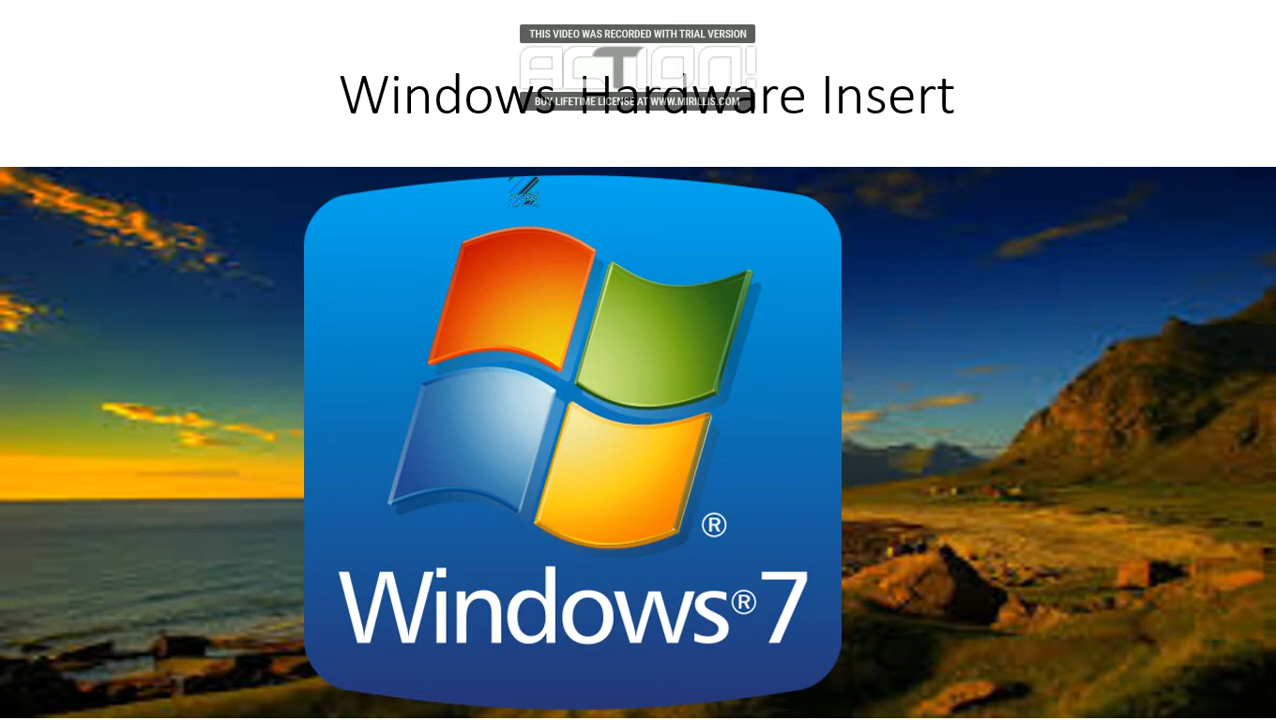 THIS VIDEO WAS RECORDED WITH TRIAL VERSION
ACTION!
Windows Hardware Insert
BUY LIFETIME LICENSE AT WWW.MIRILLIS.COM
®
Windows®7